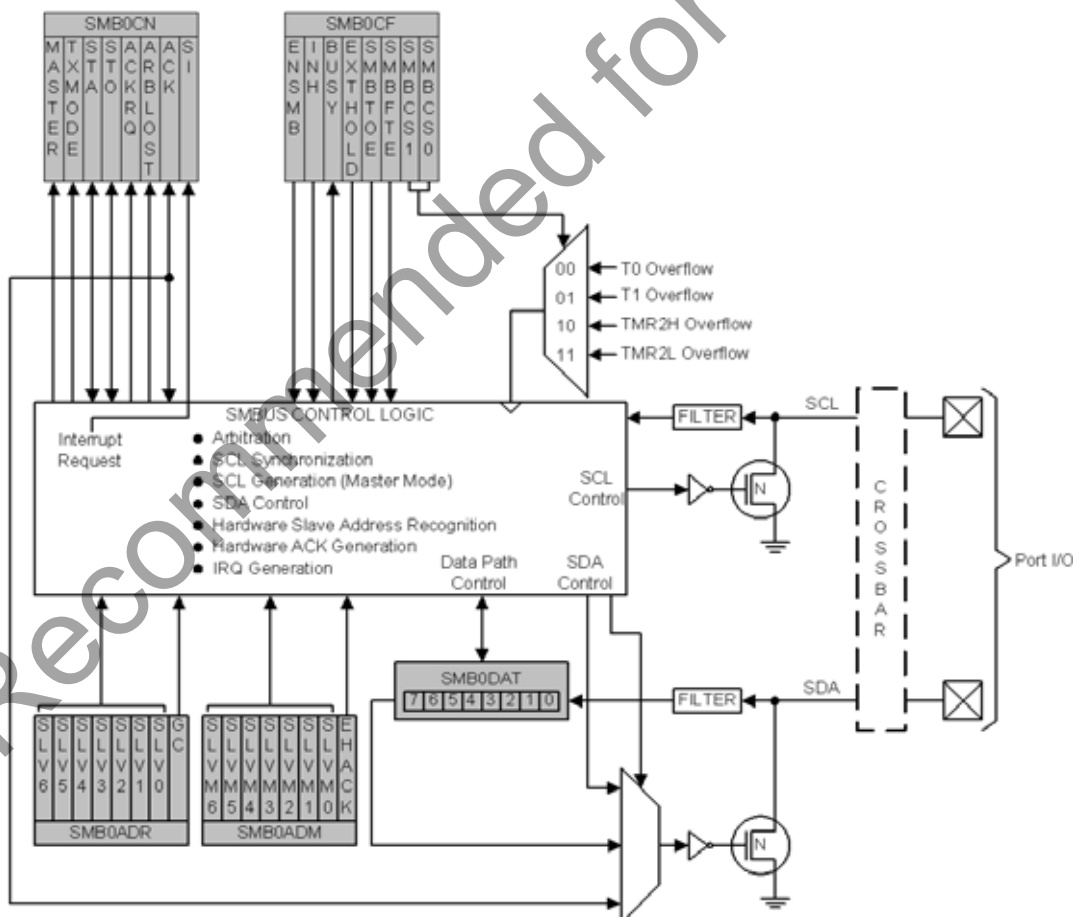 SMB0CN
MASTER
TXMODE
STA
STO
ACKRQ
ARBLOST
ACK
SI
SMB0CF
ENSMB
INH
BUSY
EXTHOLD
SMBTOE
SMBFTE
SMBCS1
SMBCS0
00
T0 Overflow
01
T1 Overflow
10
TMR2H Overflow
11
TMR2L Overflow
SMBUS CONTROL LOGIC
Interrupt
Request
Arbitration
SCL Synchronization
SCL Generation (Master Mode)
SDA Control
Hardware Slave Address Recognition
Hardware ACK Generation
IRQ Generation
Data Path
Control
SCL
Control
SDA
Control
FILTER
SCL
N
CROSSBAR
Port I/O
SMB0DAT
7 6 5 4 3 2 1 0
FILTER
SDA
N
SLV6
SLV5
SLV4
SLV3
SLV2
SLV1
SLV0
GC
SMB0ADR
SLVM6
SLVM5
SLVM4
SLVM3
SLVM2
SLVM1
SLVM0
EHACK
SMB0ADM
Recommended for